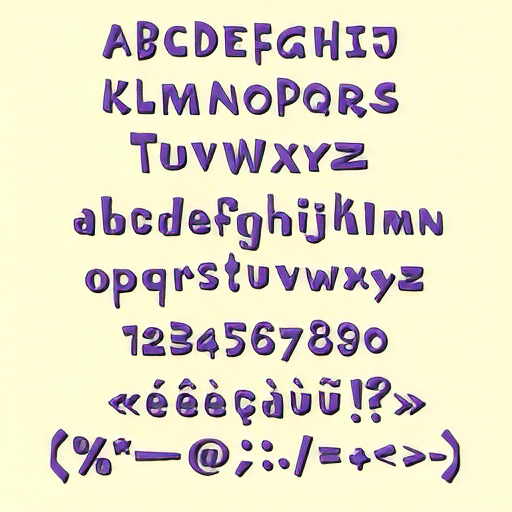 ABCDEFGHIJ
KLMNOPQRS
TUVWXYZ
abcdefghijklmn
opqrstuvwxyz
1234567890
«éêèçàùũ!?»
(%*—@;:./=+<>-)